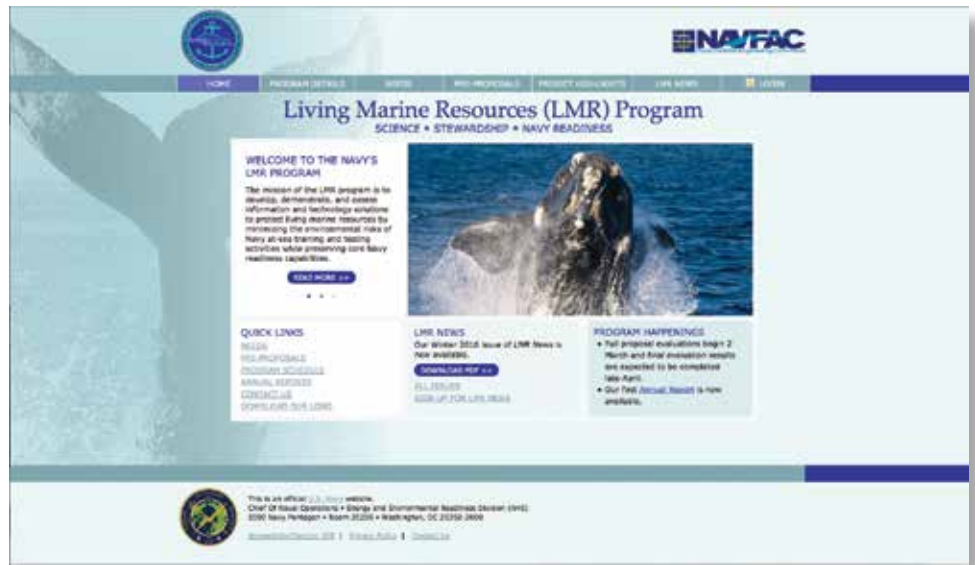 NAVFAC
HOME PROGRAM DETAILS NEEDS PRE-PROPOSALS PROJECT HIGHLIGHTS LMR NEWS LOGIN
Living Marine Resources (LMR) Program
SCIENCE • STEWARDSHIP • NAVY READINESS
WELCOME TO THE NAVY'S
LMR PROGRAM
The mission of the LMR program is to
develop, demonstrate, and assess
information and technology solutions
to protect living marine resources by
minimizing the environmental risks of
Navy at-sea training and testing
activities while preserving core Navy
readiness capabilities.
READ MORE >>
QUICK LINKS
NEEDS
PRE-PROPOSALS
PROGRAM SCHEDULE
ANNUAL REPORTS
CONTACT US
DOWNLOAD OUR LOGO
LMR NEWS
Our Winter 2016 issue of LMR News is
now available.
DOWNLOAD PDF >>
ALL ISSUES
SIGN UP FOR LMR NEWS
PROGRAM HAPPENINGS
• Full proposal evaluations begin 2
March and final evaluation results
are expected to be completed
late-April.
• Our first Annual Report is now
available.
This is an official U.S. Navy website.
Chief Of Naval Operations • Energy and Environmental Readiness Division (N45)
2000 Navy Pentagon • Room • Washington, DC 20350-2000
Accessibility/Section 508 | Privacy Policy | Contact Us